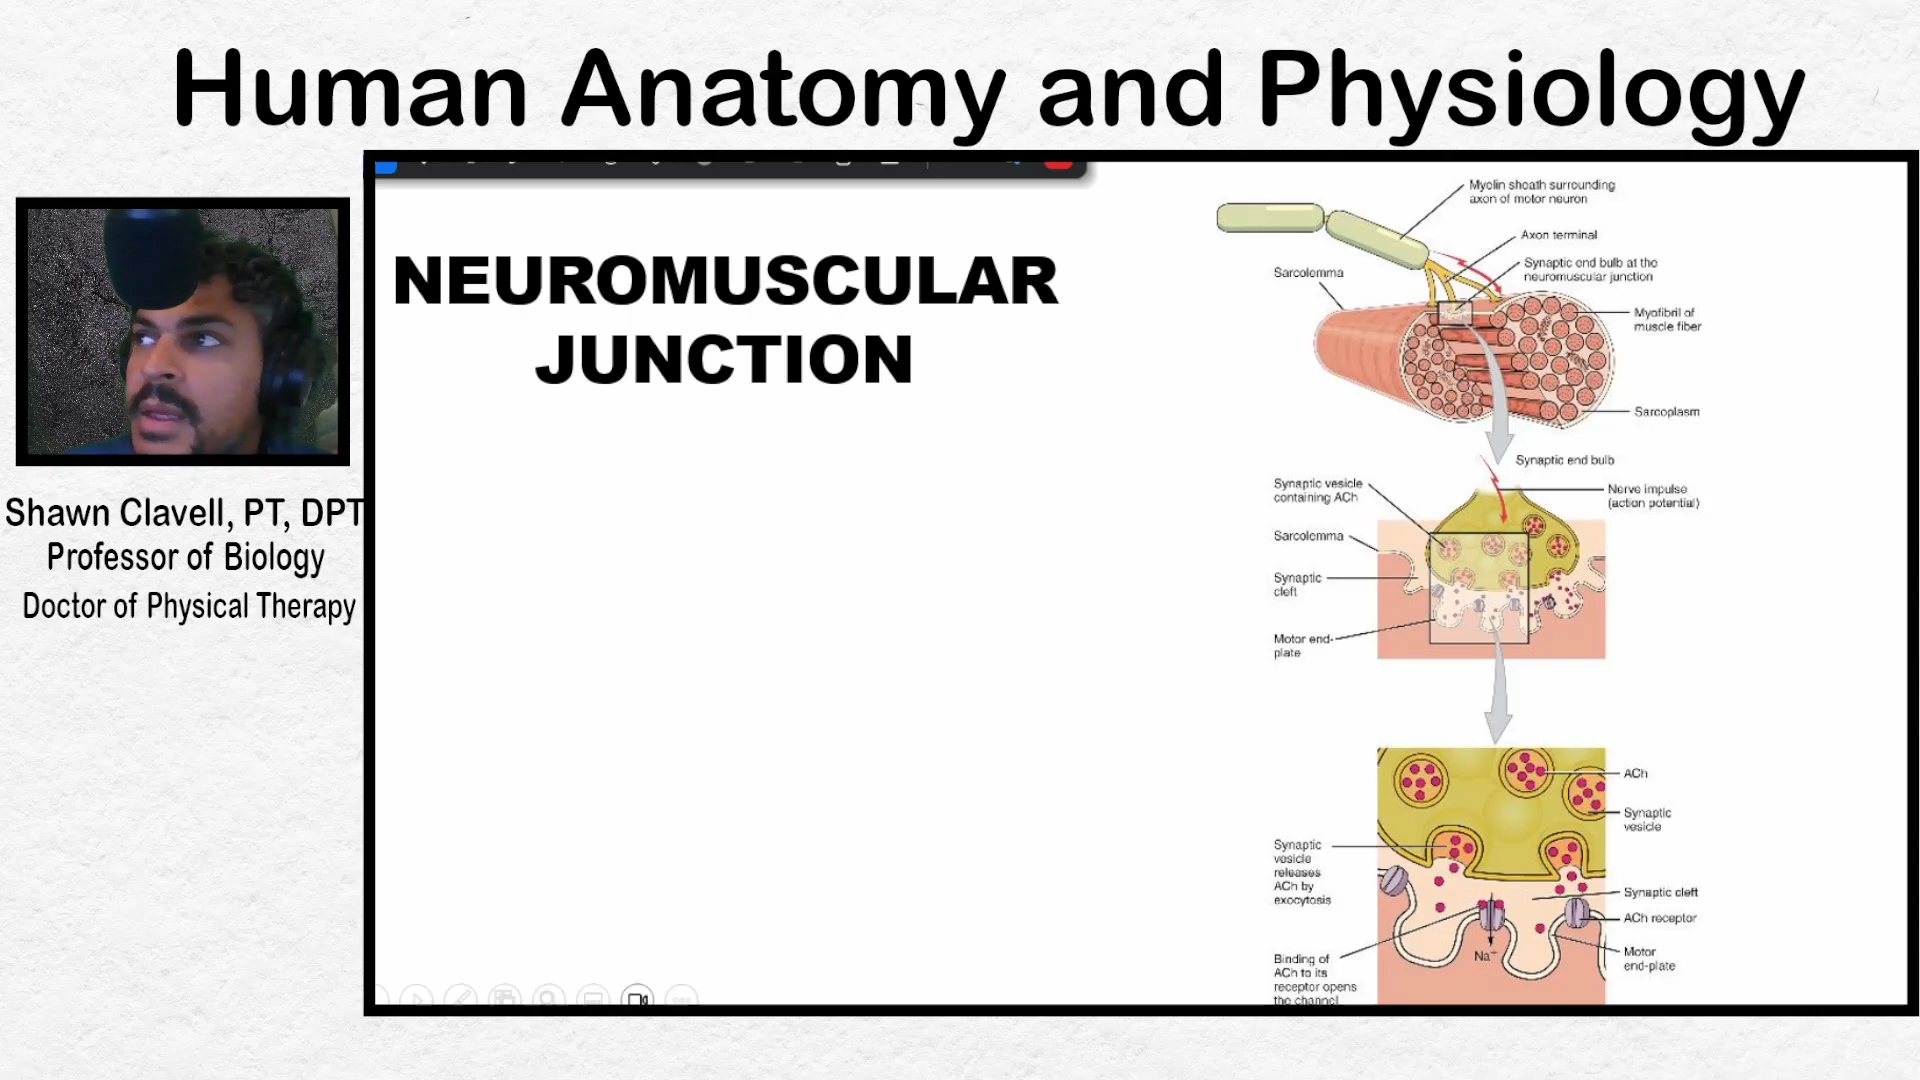 Human Anatomy and Physiology
Shawn Clavell, PT, DPT
Professor of Biology
Doctor of Physical Therapy
NEUROMUSCULAR
JUNCTION
Myelin sheath surrounding
axon of motor neuron
Axon terminal
Synaptic end bulb at the
neuromuscular junction
Sarcolemma
Myofibril of
muscle fiber
Sarcoplasm
Synaptic end bulb
Synaptic vesicle
containing ACh
Nerve impulse
(action potential)
Sarcolemma
Synaptic
cleft
Motor end-
plate
ACh
Synaptic
vesicle
Synaptic
vesicle
releases
ACh by
exocytosis
Synaptic cleft
ACh receptor
Motor
end-plate
Na⁺
Binding of
ACh to its
receptor opens
the channel